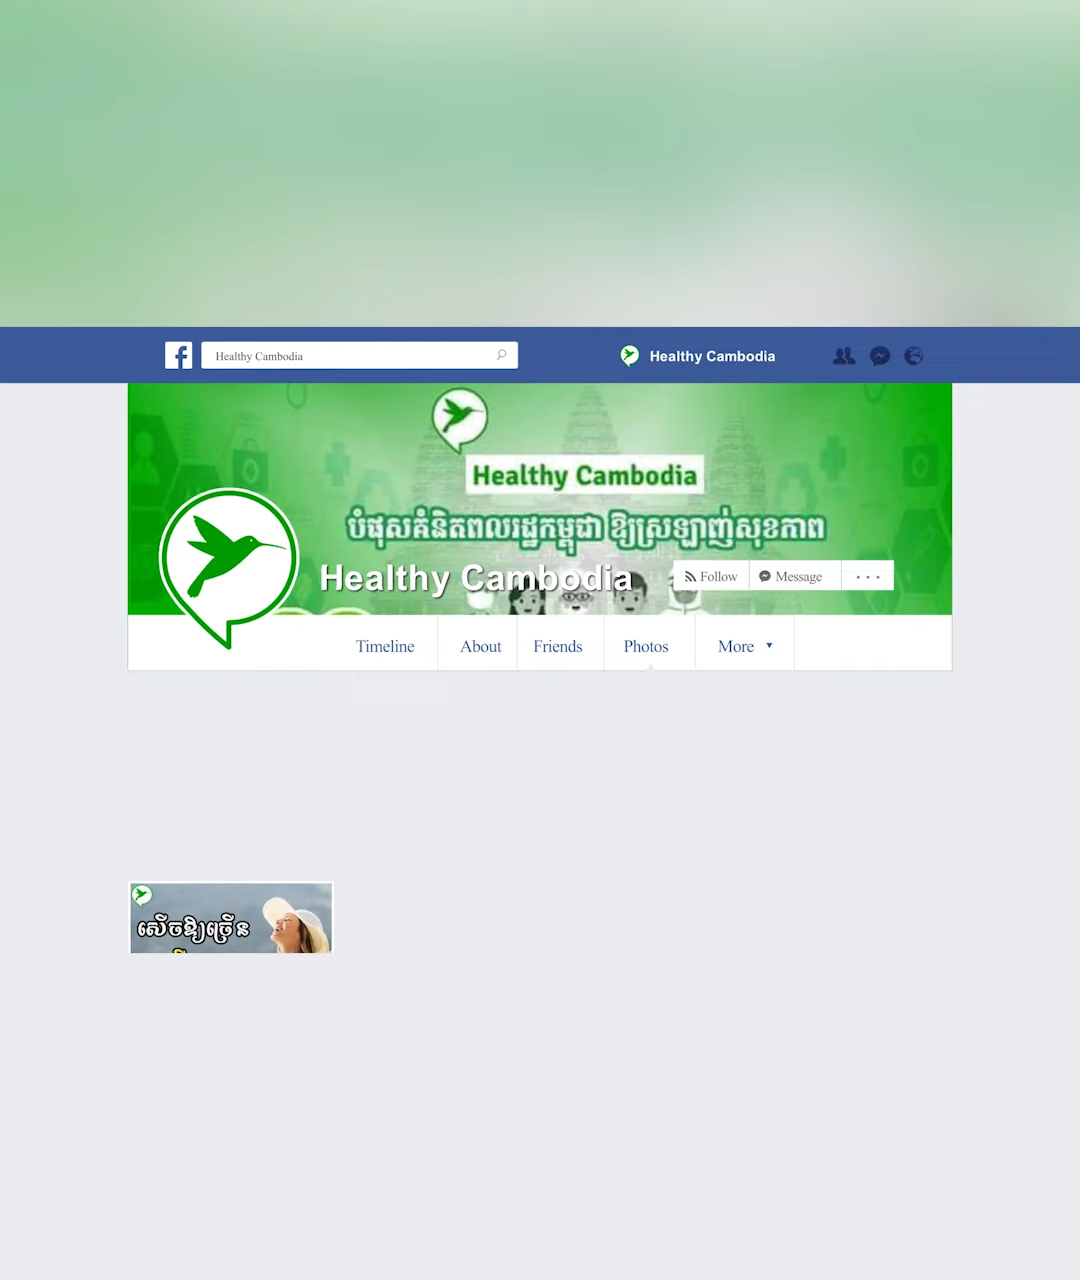 Healthy Cambodia
Healthy Cambodia
Healthy Cambodia
បំផុសគំនិតពលរដ្ឋកម្ពុជា ឱ្យស្រឡាញ់សុខភាព
Healthy Cambodia
Follow
Message
Timeline
About
Friends
Photos
More
សើចឱ្យច្រើន